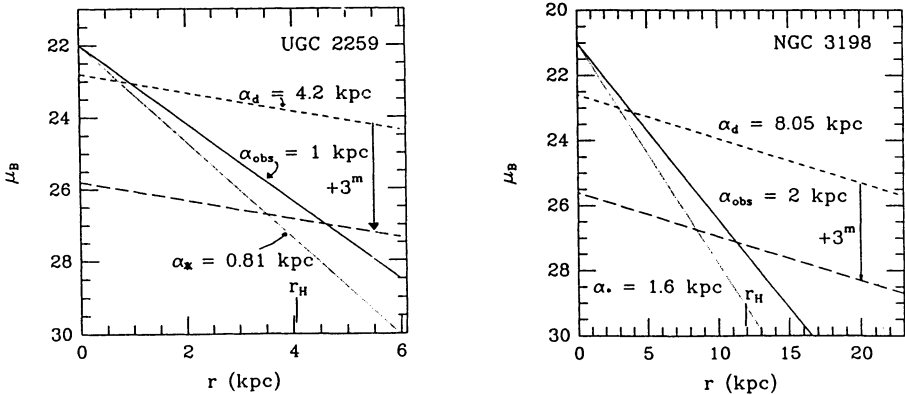 UGC 2259
22
24
26
28
30
μB
αd = 4.2 kpc
αobs = 1 kpc
+3m
α* = 0.81 kpc
rH
0 2 4 6
r (kpc)
NGC 3198
20
22
24
26
28
30
μB
αd = 8.05 kpc
αobs = 2 kpc
+3m
α* = 1.6 kpc
rH
0 5 10 15 20
r (kpc)